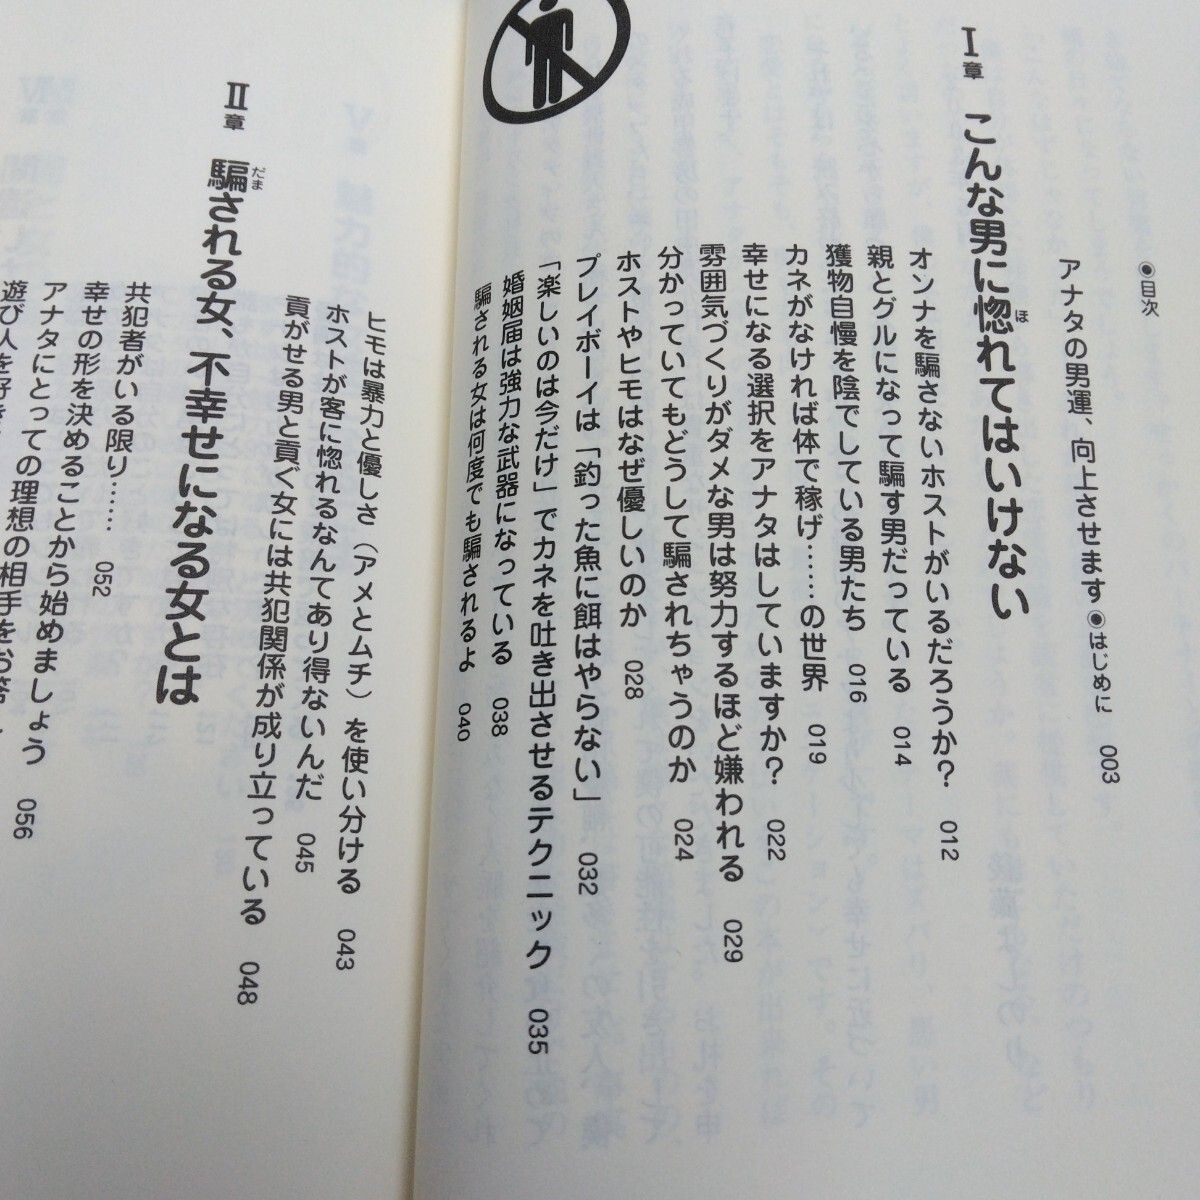 ◉目次
アナタの男運、向上させます◉はじめに 003
Ⅰ章 こんな男に惚れてはいけない
ほ
オンナを騙さないホストがいるだろうか? 012
親とグルになって騙す男だっている 014
獲物自慢を陰でしている男たち 016
カネがなければ体で稼げ……の世界 019
幸せになる選択をアナタはしていますか? 022
雰囲気づくりがダメな男は努力するほど嫌われる 029
分かっていてもどうして騙されちゃうのか 024
ホストやヒモはなぜ優しいのか 028
プレイボーイは「釣った魚に餌はやらない」 032
「楽しいのは今だけ」でカネを吐き出させるテクニック 035
婚姻届は強力な武器になっている 038
騙される女は何度でも騙されるよ 040
ヒモは暴力と優しさ（アメとムチ）を使い分ける 043
ホストが客に惚れるなんてあり得ないんだ 045
貢がせる男と貢ぐ女には共犯関係が成り立っている 048
Ⅱ章 騙される女、不幸せになる女とは
だま
共犯者がいる限り…… 052
幸せの形を決めることから始めましょう
アナタにとっての理想の相手をお答え
056
遊び人を好き